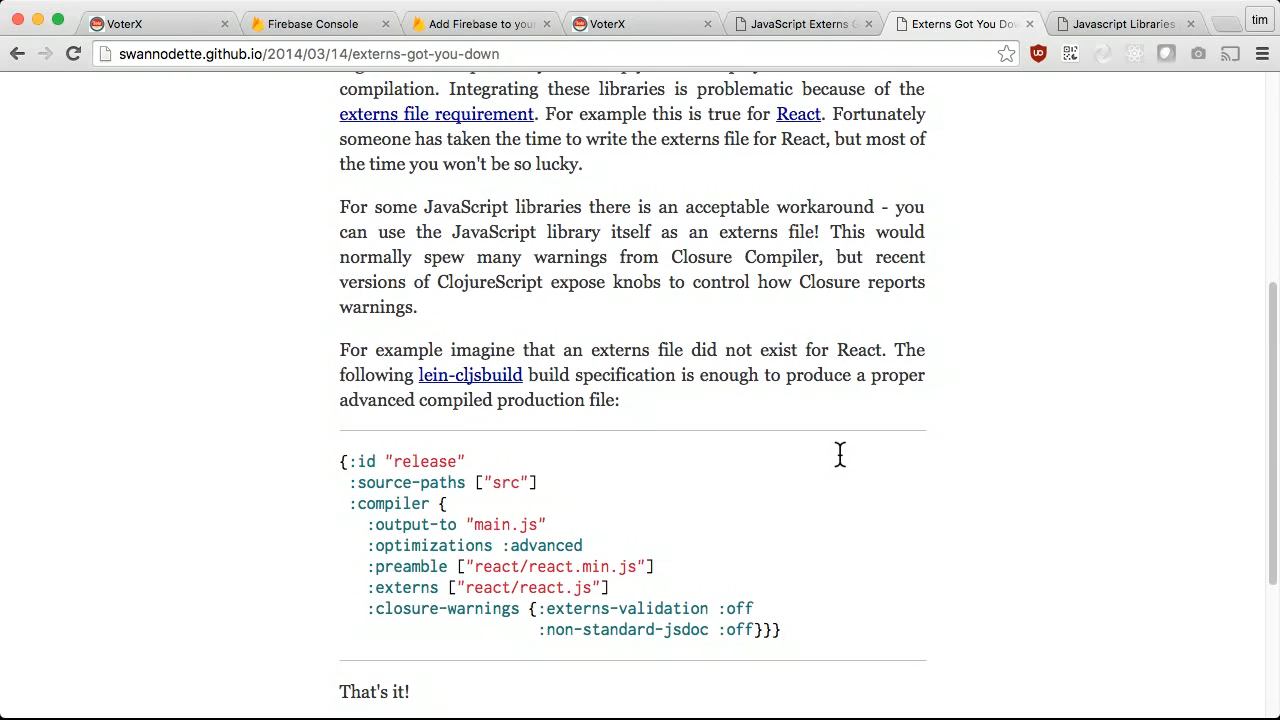 VoterX
Firebase Console
Add Firebase to your
VoterX
JavaScript Externs G
Externs Got You Dow
Javascript Libraries
tim
swannodette.github.io/2014/03/14/externs-got-you-down
compilation. Integrating these libraries is problematic because of the
externs file requirement. For example this is true for React. Fortunately
someone has taken the time to write the externs file for React, but most of
the time you won't be so lucky.
For some JavaScript libraries there is an acceptable workaround - you
can use the JavaScript library itself as an externs file! This would
normally spew many warnings from Closure Compiler, but recent
versions of ClojureScript expose knobs to control how Closure reports
warnings.
For example imagine that an externs file did not exist for React. The
following lein-cljsbuild build specification is enough to produce a proper
advanced compiled production file:
{:id "release"
:source-paths ["src"]
:compiler {
:output-to "main.js"
:optimizations :advanced
:preamble ["react/react.min.js"]
:externs ["react/react.js"]
:closure-warnings {:externs-validation :off
:non-standard-jsdoc :off}}}
That's it!